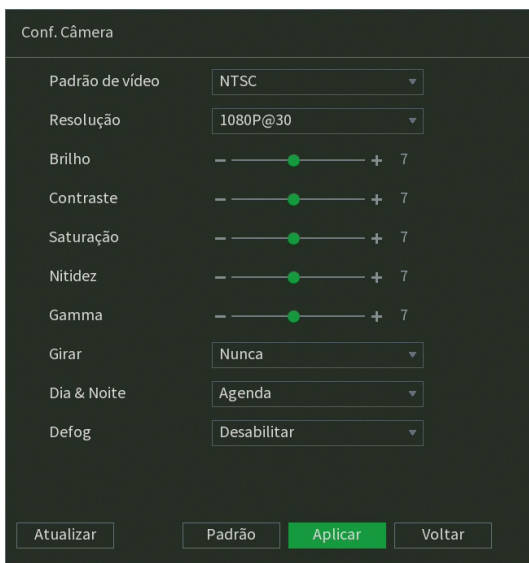 Conf. Câmera
Padrão de vídeo NTSC
Resolução 1080P@30
Brilho 7
Contraste 7
Saturação 7
Nitidez 7
Gamma 7
Girar Nunca
Dia & Noite Agenda
Defog Desabilitar
Atualizar Padrão Aplicar Voltar